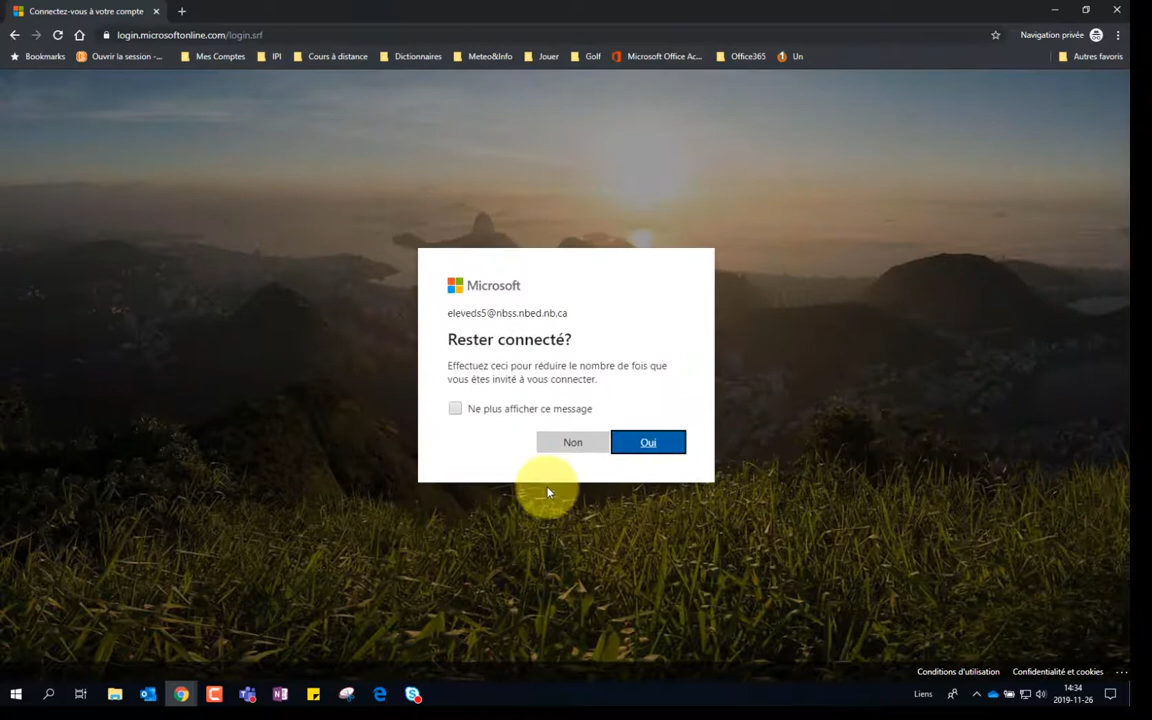 Connectez-vous à votre compte
login.microsoftonline.com/login.srf
Navigation privée
Bookmarks
Ouvrir la session -...
Mes Comptes
IPI
Cours à distance
Dictionnaires
Meteo&Info
Jouer
Golf
Microsoft Office Ac...
Office365
Un
Autres favoris
Microsoft
eleveds5@nbss.nbed.nb.ca
Rester connecté?
Effectuez ceci pour réduire le nombre de fois que
vous êtes invité à vous connecter.
Ne plus afficher ce message
Non
Oui
Conditions d'utilisation
Confidentialité et cookies
...
Liens
14:34
2019-11-26